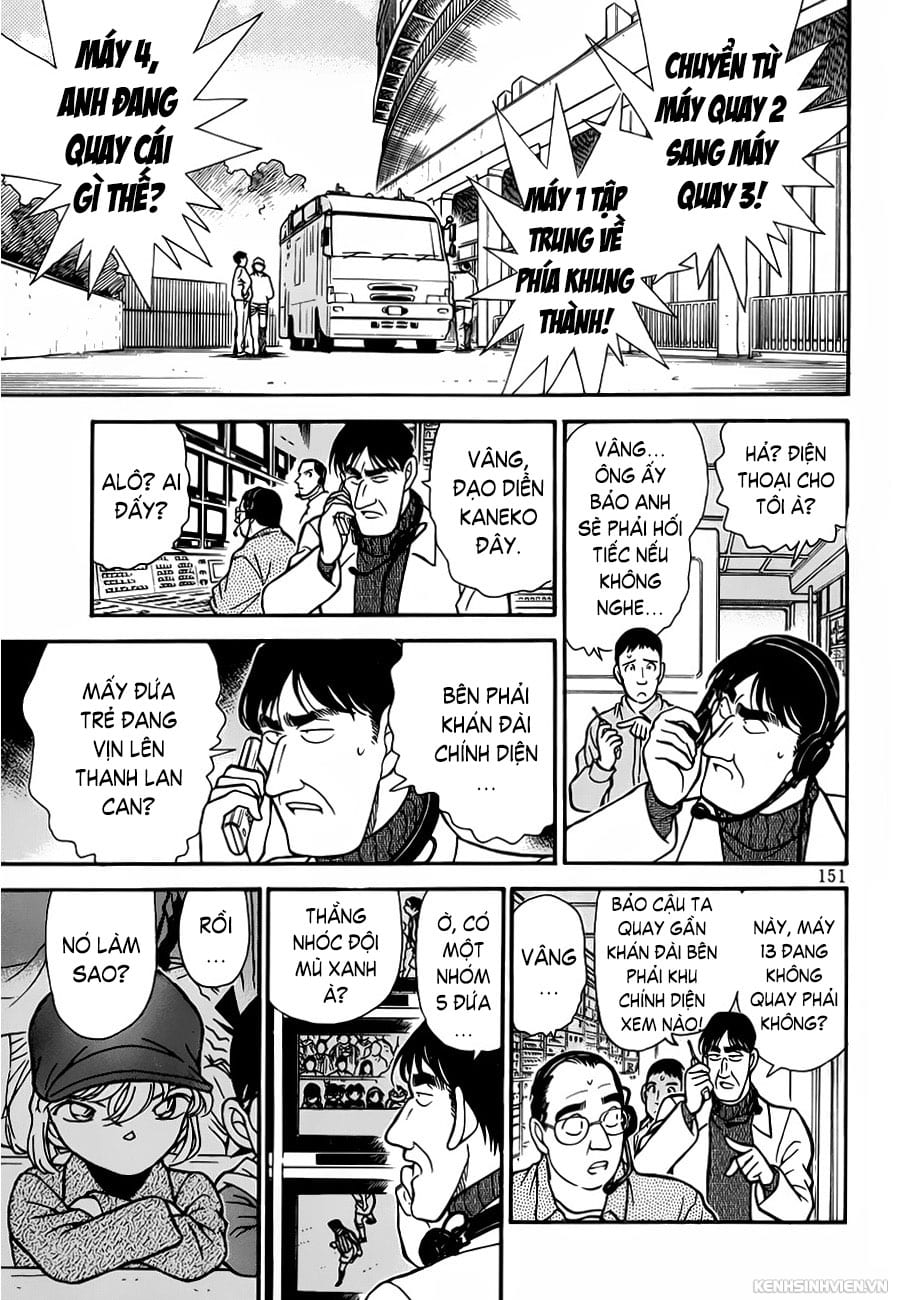 CHUYỂN TỪ
MÁY QUAY 2
SANG MÁY
QUAY 3!
MÁY 1 TẬP
TRUNG VỀ
PHÍA KHUNG
THÀNH!
MÁY 4,
ANH ĐANG
QUAY CÁI
GÌ THẾ?
HẢ? ĐIỆN
THOẠI CHO
TÔI À?
VÂNG...
ÔNG ẤY
BẢO ANH
SẼ PHẢI HỐI
TIẾC NẾU
KHÔNG
NGHE...
VÂNG,
ĐẠO DIỂN
KANEKO
ĐÂY.
ALÔ? AI
ĐẤY?
BÊN PHẢI
KHÁN ĐÀI
CHÍNH DIỆN
...
MẤY ĐỨA
TRẺ ĐANG
VỊN LÊN
THANH LAN
CAN?
151
NÀY, MÁY
13 ĐANG
KHÔNG
QUAY PHẢI
KHÔNG?
BẢO CẬU TA
QUAY GẦN
KHÁN ĐÀI BÊN
PHẢI KHU
CHÍNH DIỆN
XEM NÀO!
VÂNG
...
Ờ, CÓ
MỘT
NHÓM
5 ĐỨA
...
THẰNG
NHÓC ĐỘI
MŨ XANH
À?
RỒI
...
NÓ LÀM
SAO?
KENHSINHVIEN.VN